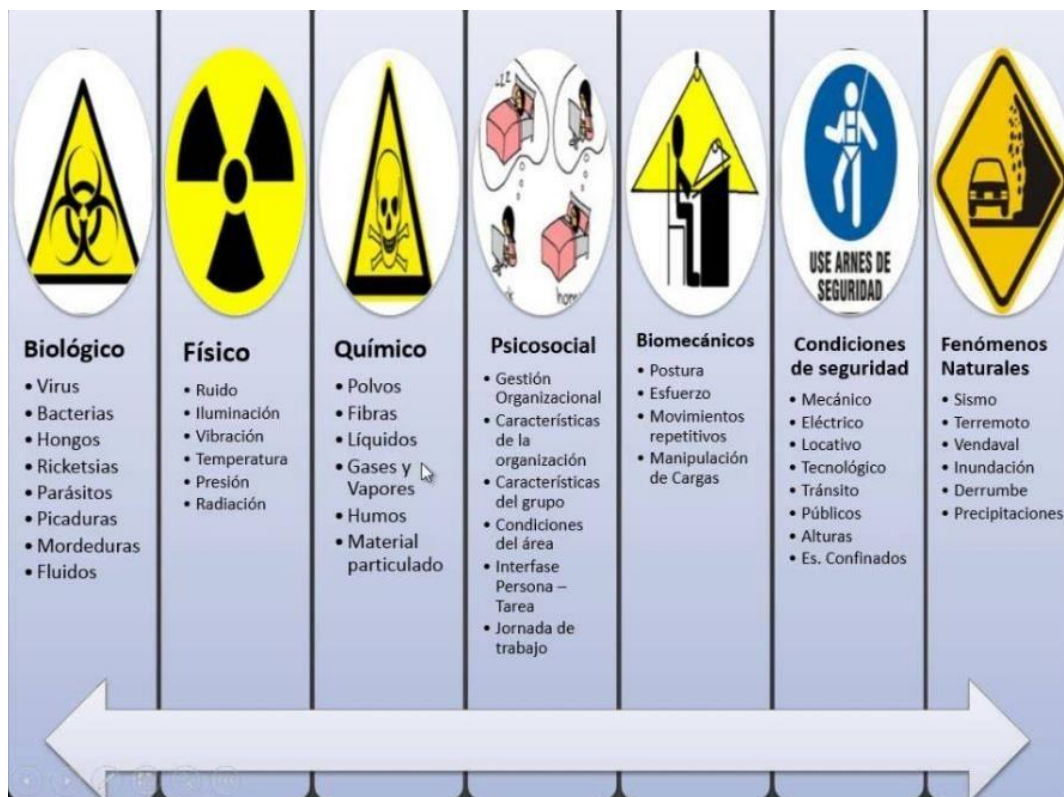 Biológico
• Virus
• Bacterias
• Hongos
• Ricketsias
• Parásitos
• Picaduras
• Mordeduras
• Fluidos
Físico
• Ruido
• Iluminación
• Vibración
• Temperatura
• Presión
• Radiación
Químico
• Polvos
• Fibras
• Líquidos
• Gases y
Vapores
• Humos
• Material
particulado
zzz
Psicosocial
• Gestión
Organizacional
• Características
de la
organización
• Características
del grupo
• Condiciones
del área
• Interfase
Persona –
Tarea
• Jornada de
trabajo
Biomecánicos
• Postura
• Esfuerzo
• Movimientos
repetitivos
• Manipulación
de Cargas
USE ARNES DE
SEGURIDAD
Condiciones
de seguridad
• Mecánico
• Eléctrico
• Locativo
• Tecnológico
• Tránsito
• Públicos
• Alturas
• Es. Confinados
Fenómenos
Naturales
• Sismo
• Terremoto
• Vendaval
• Inundación
• Derrumbe
• Precipitaciones